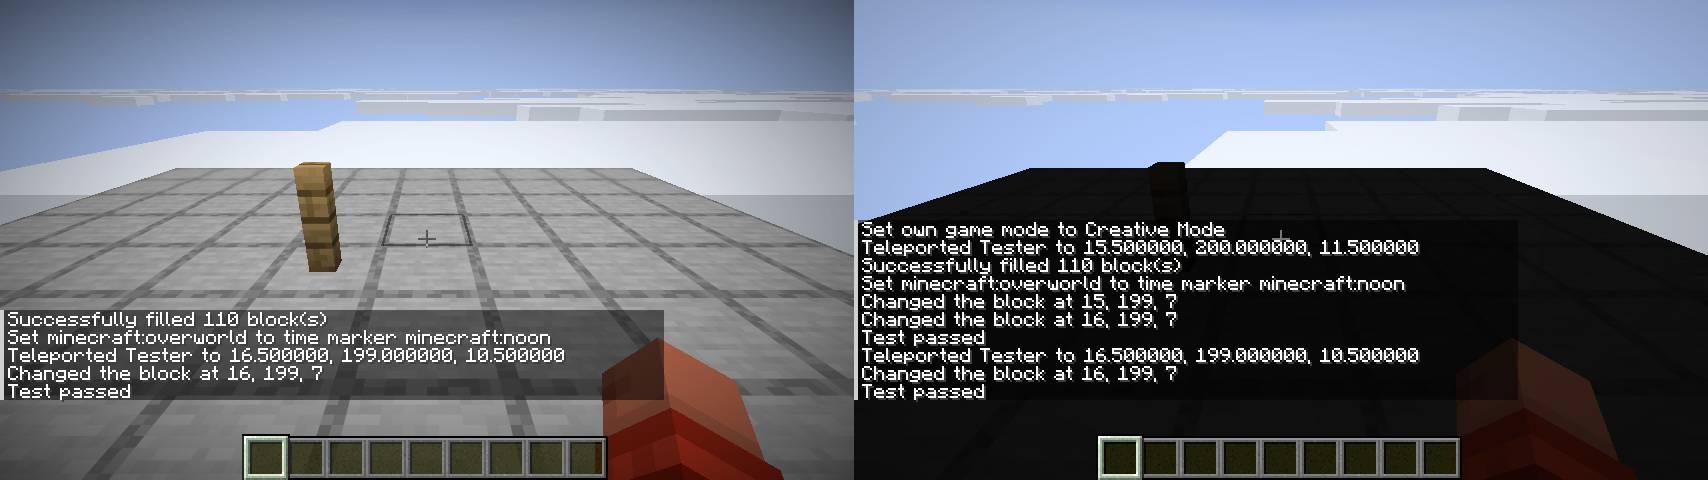 Successfully filled 110 block(s)
Set minecraft:overworld to time marker minecraft:noon
Teleported Tester to 16.500000, 199.000000, 10.500000
Changed the block at 16, 199, 7
Test passed
Set own game mode to Creative Mode
Teleported Tester to 15.500000, 200.000000, 11.500000
Successfully filled 110 block(s)
Set minecraft:overworld to time marker minecraft:noon
Changed the block at 15, 199, 7
Changed the block at 16, 199, 7
Test passed
Teleported Tester to 16.500000, 199.000000, 10.500000
Changed the block at 16, 199, 7
Test passed